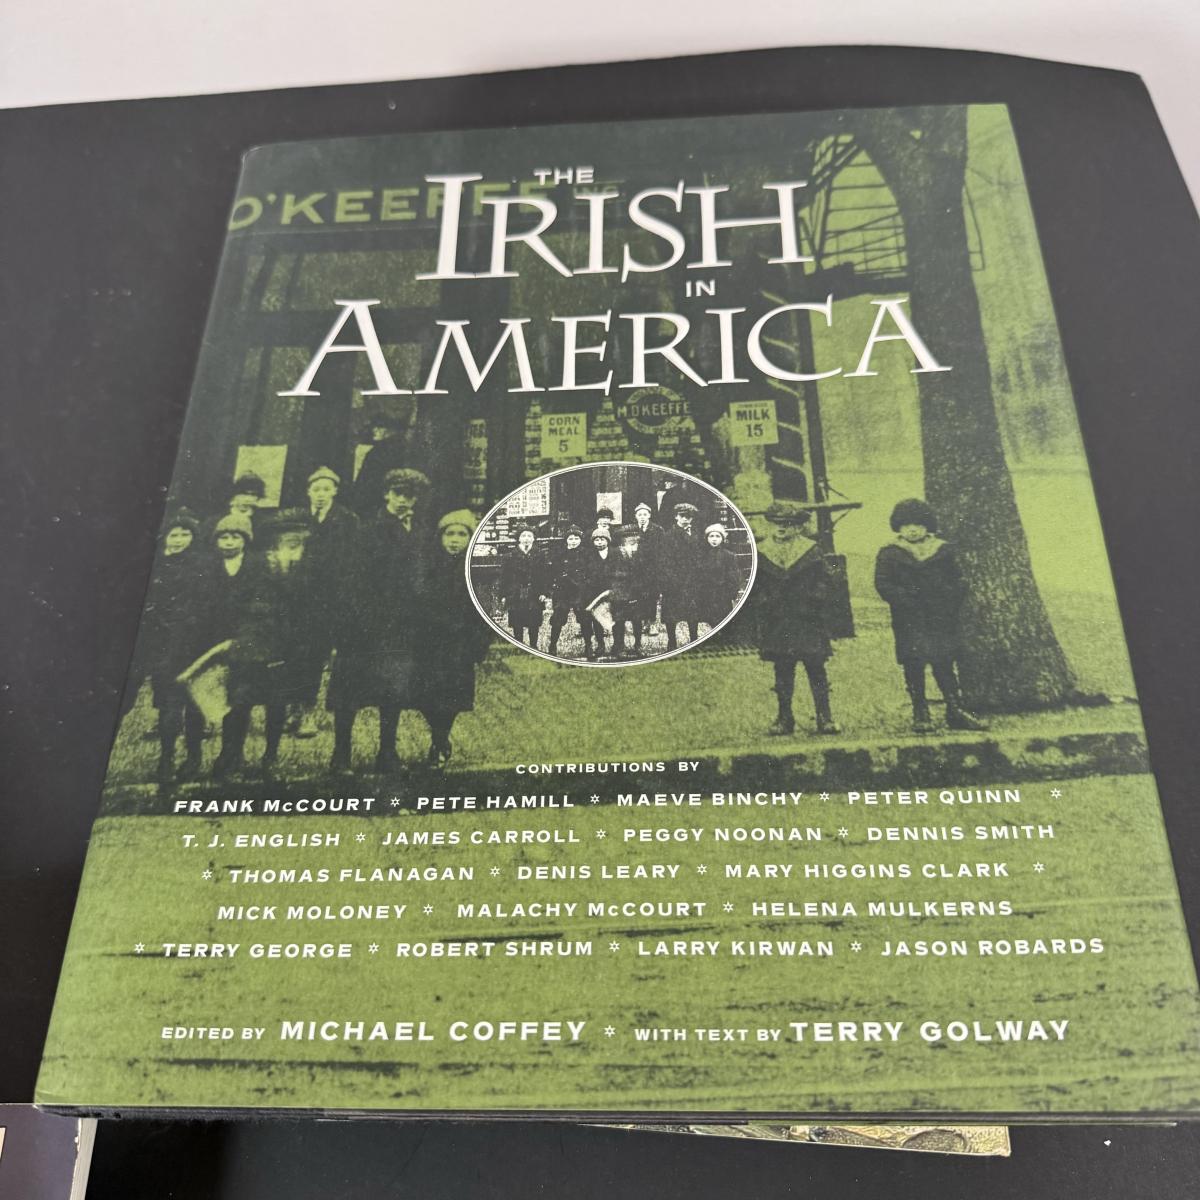 O'KEEFFE INC
THE
IRISH
IN
AMERICA
CORN
MEAL
5
M.O'KEEFFE
MILK
15
CONTRIBUTIONS BY
FRANK McCOURT ✡ PETE HAMILL ✡ MAEVE BINCHY ✡ PETER QUINN ✡
T. J. ENGLISH ✡ JAMES CARROLL ✡ PEGGY NOONAN ✡ DENNIS SMITH
✡ THOMAS FLANAGAN ✡ DENIS LEARY ✡ MARY HIGGINS CLARK ✡
MICK MOLONEY ✡ MALACHY McCOURT ✡ HELENA MULKERNS
✡ TERRY GEORGE ✡ ROBERT SHRUM ✡ LARRY KIRWAN ✡ JASON ROBARDS
EDITED BY MICHAEL COFFEY ✡ WITH TEXT BY TERRY GOLWAY